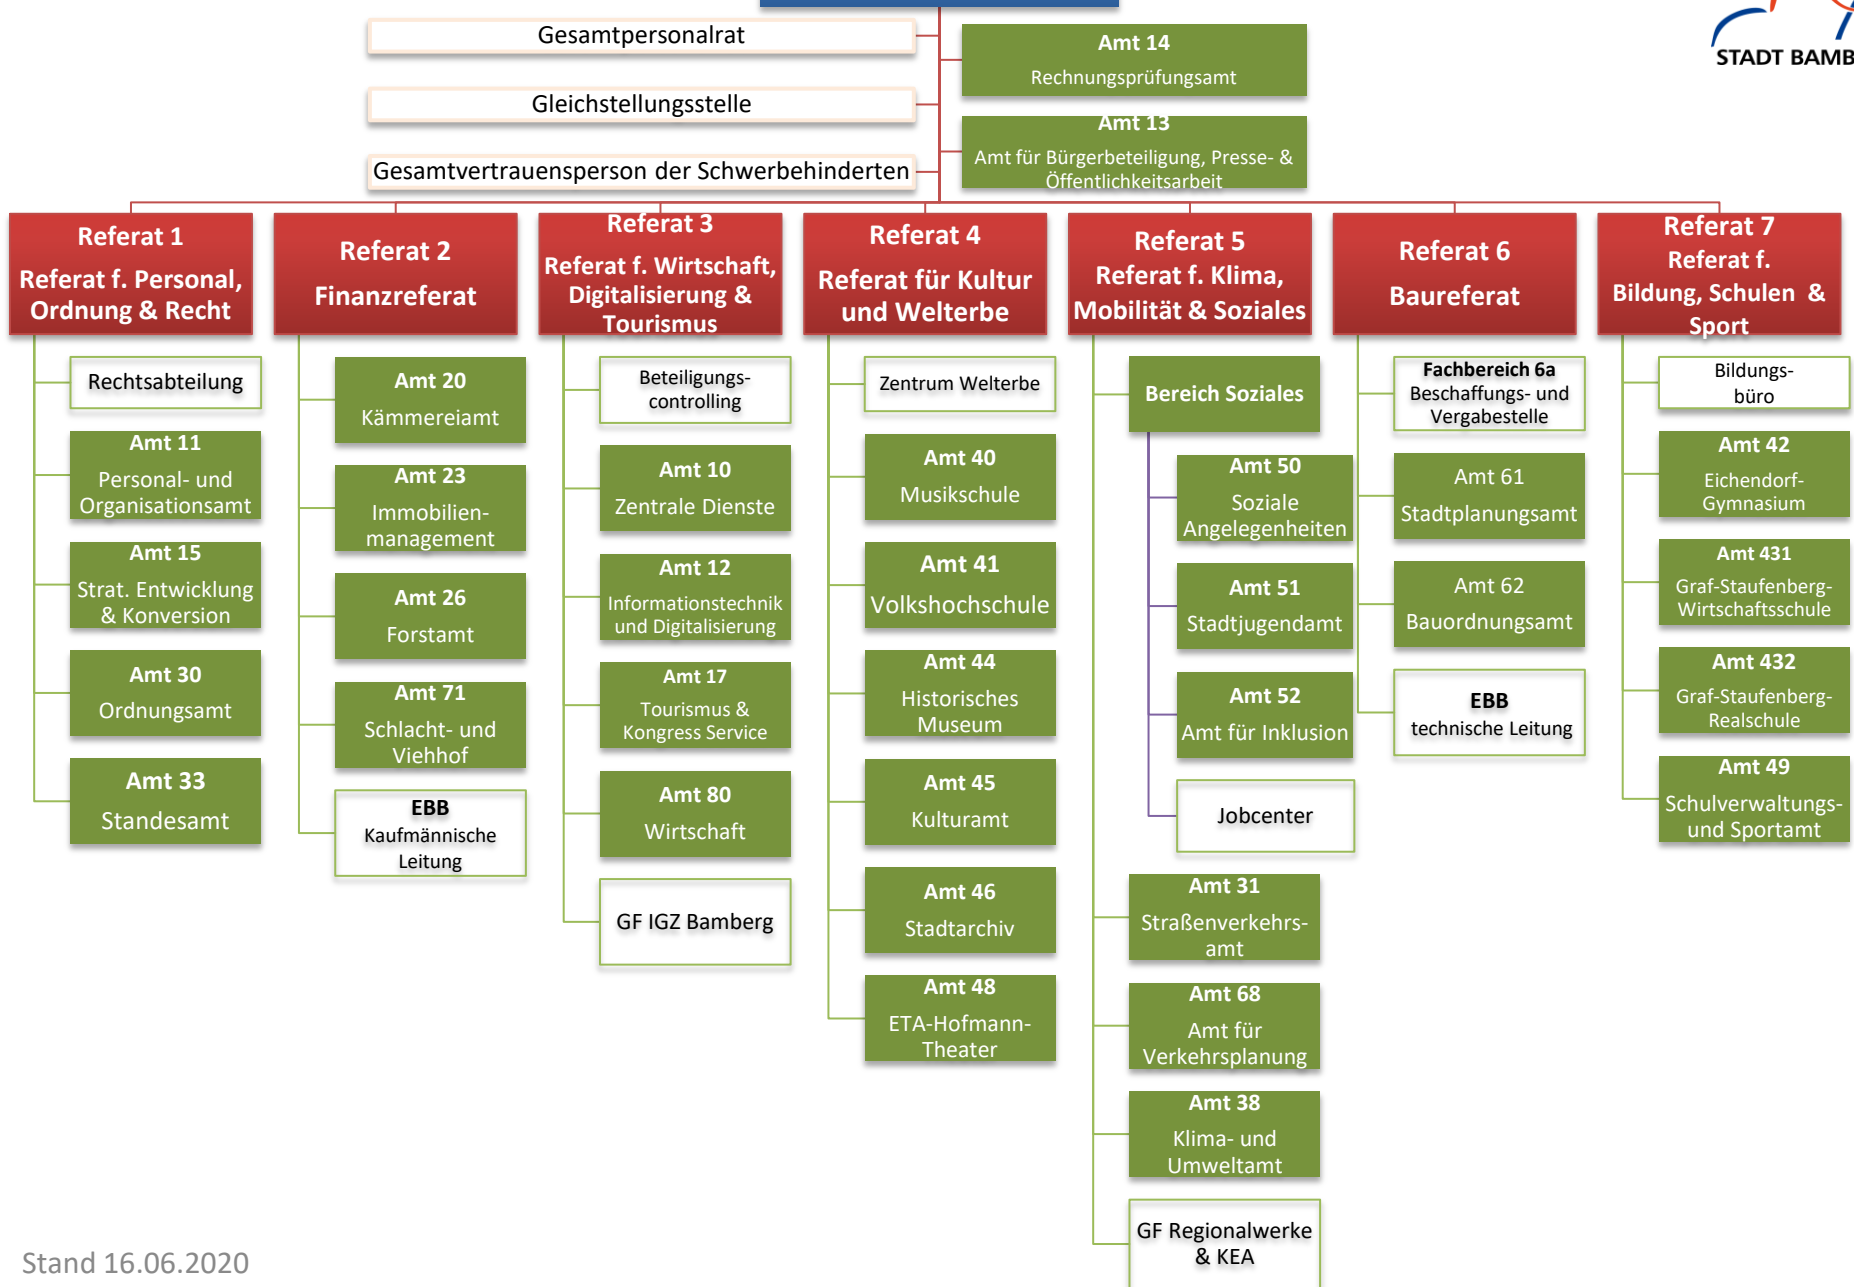 Gesamtpersonalrat
Gleichstellungsstelle
Gesamtvertrauensperson der Schwerbehinderten
Amt 14
Rechnungsprüfungsamt
Amt 13
Amt für Bürgerbeteiligung, Presse- &
Öffentlichkeitsarbeit
STADT
Referat 1
Referat f. Personal,
Ordnung & Recht
Rechtsabteilung
Amt 11
Personal- und
Organisationsamt
Amt 15
Strat. Entwicklung
& Konversion
Amt 30
Ordnungsamt
Amt 33
Standesamt
Referat 2
Finanzreferat
Amt 20
Kämmereiamt
Amt 23
Immobilien-
management
Amt 26
Forstamt
Amt 71
Schlacht- und
Viehhof
EBB
Kaufmännische
Leitung
Referat 3
Referat f. Wirtschaft,
Digitalisierung &
Tourismus
Beteiligungs-
controlling
Amt 10
Zentrale Dienste
Amt 12
Informationstechnik
und Digitalisierung
Amt 17
Tourismus &
Kongress Service
Amt 80
Wirtschaft
GF IGZ Bamberg
Referat 4
Referat für Kultur
und Welterbe
Zentrum Welterbe
Amt 40
Musikschule
Amt 41
Volkshochschule
Amt 44
Historisches
Museum
Amt 45
Kulturamt
Amt 46
Stadtarchiv
Amt 48
ETA-Hofmann-
Theater
Referat 5
Referat f. Klima,
Mobilität & Soziales
Bereich Soziales
Amt 50
Soziale
Angelegenheiten
Amt 51
Stadtjugendamt
Amt 52
Amt für Inklusion
Jobcenter
Amt 31
Straßenverkehrs-
amt
Amt 68
Amt für
Verkehrsplanung
Amt 38
Klima- und
Umweltamt
GF Regionalwerke
& KEA
Referat 6
Baureferat
Fachbereich 6a
Beschaffungs- und
Vergabestelle
Amt 61
Stadtplanungsamt
Amt 62
Bauordnungsamt
EBB
technische Leitung
Referat 7
Referat f.
Bildung, Schulen &
Sport
Bildungs-
büro
Amt 42
Eichendorf-
Gymnasium
Amt 431
Graf-Staufenberg-
Wirtschaftsschule
Amt 432
Graf-Staufenberg-
Realschule
Amt 49
Schulverwaltungs-
und Sportamt
Stand 16.06.2020